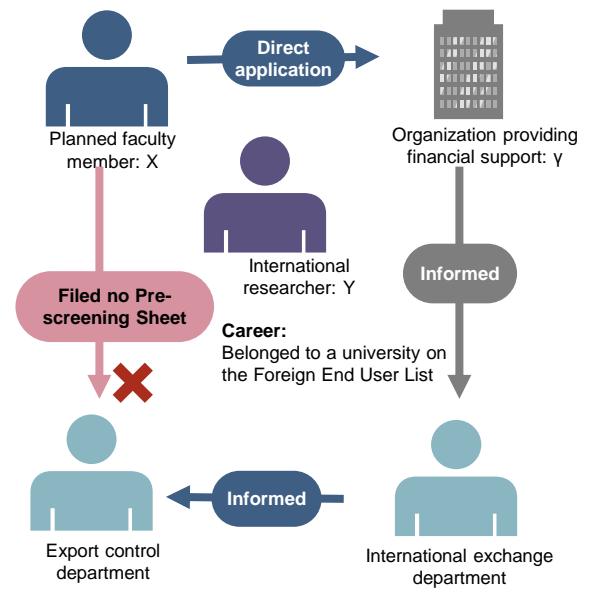 Direct
application
Planned faculty
member: X
Organization providing
financial support: γ
International
researcher: Y
Filed no Pre-
screening Sheet
Informed
Career:
Belonged to a university on
the Foreign End User List
Informed
Export control
department
International exchange
department